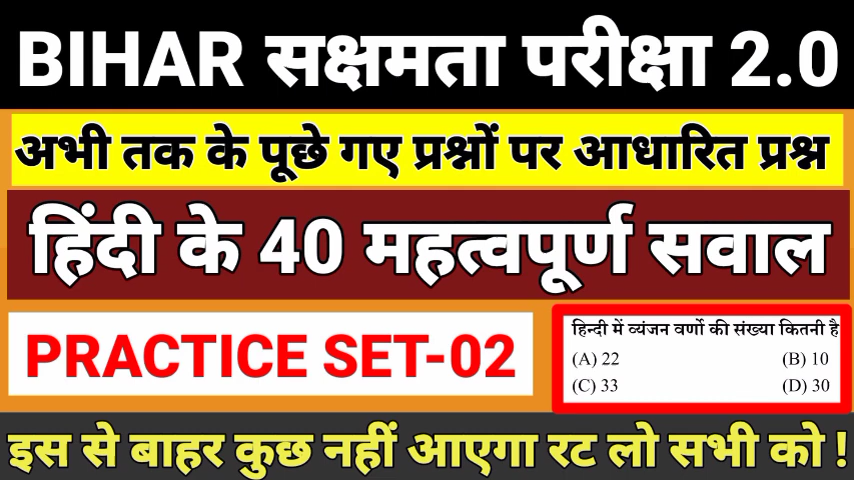 BIHAR सक्षमता परीक्षा 2.0
अभी तक के पूछे गए प्रश्नों पर आधारित प्रश्न
हिंदी के 40 महत्वपूर्ण सवाल
PRACTICE SET-02
हिन्दी में व्यंजन वर्णो की संख्या कितनी है
(A) 22 (B) 10
(C) 33 (D) 30
इस से बाहर कुछ नहीं आएगा रट लो सभी को !